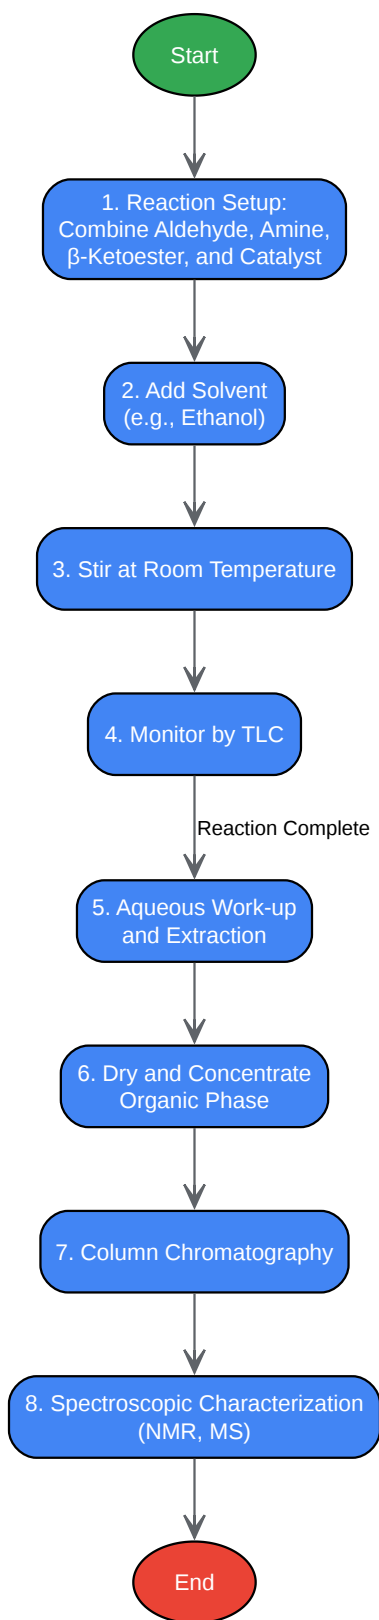 Start
1. Reaction Setup:
Combine Aldehyde, Amine,
β-Ketoester, and Catalyst
2. Add Solvent
(e.g., Ethanol)
3. Stir at Room Temperature
4. Monitor by TLC
Reaction Complete
5. Aqueous Work-up
and Extraction
6. Dry and Concentrate
Organic Phase
7. Column Chromatography
8. Spectroscopic Characterization
(NMR, MS)
End